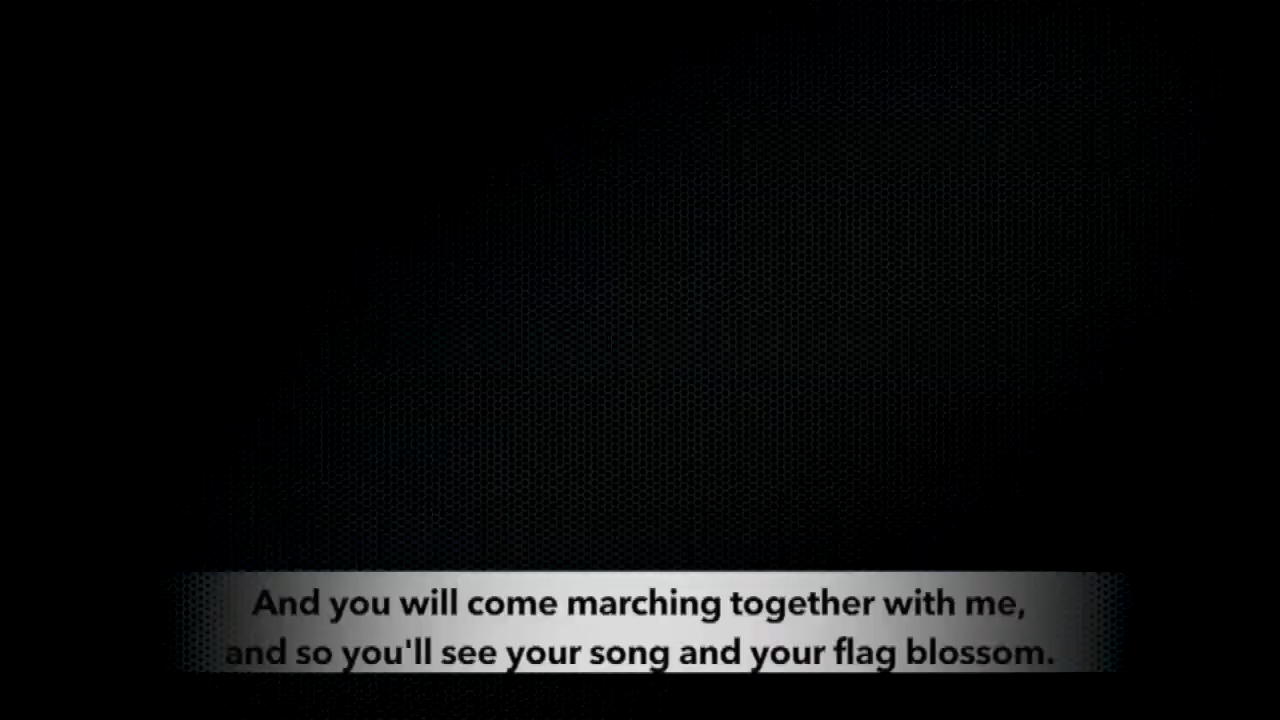 And you will come marching together with me,
and so you'll see your song and your flag blossom.